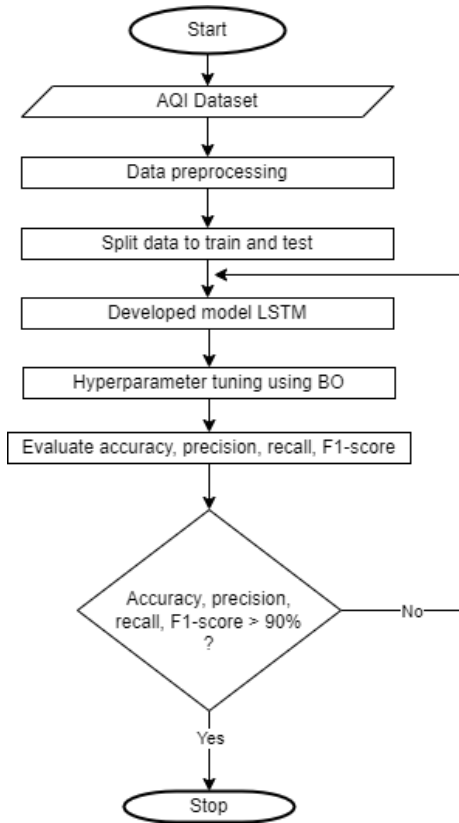 Start
AQI Dataset
Data preprocessing
Split data to train and test
Developed model LSTM
Hyperparameter tuning using BO
Evaluate accuracy, precision, recall, F1-score
Accuracy, precision,
recall, F1-score > 90%
?
No
Yes
Stop